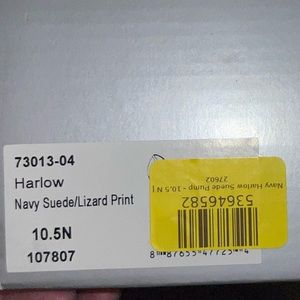 73013-04
Harlow
Navy Suede/Lizard Print
10.5N
107807
53646582
Navy Harlow Suede Pump - 10.5 N |
27602